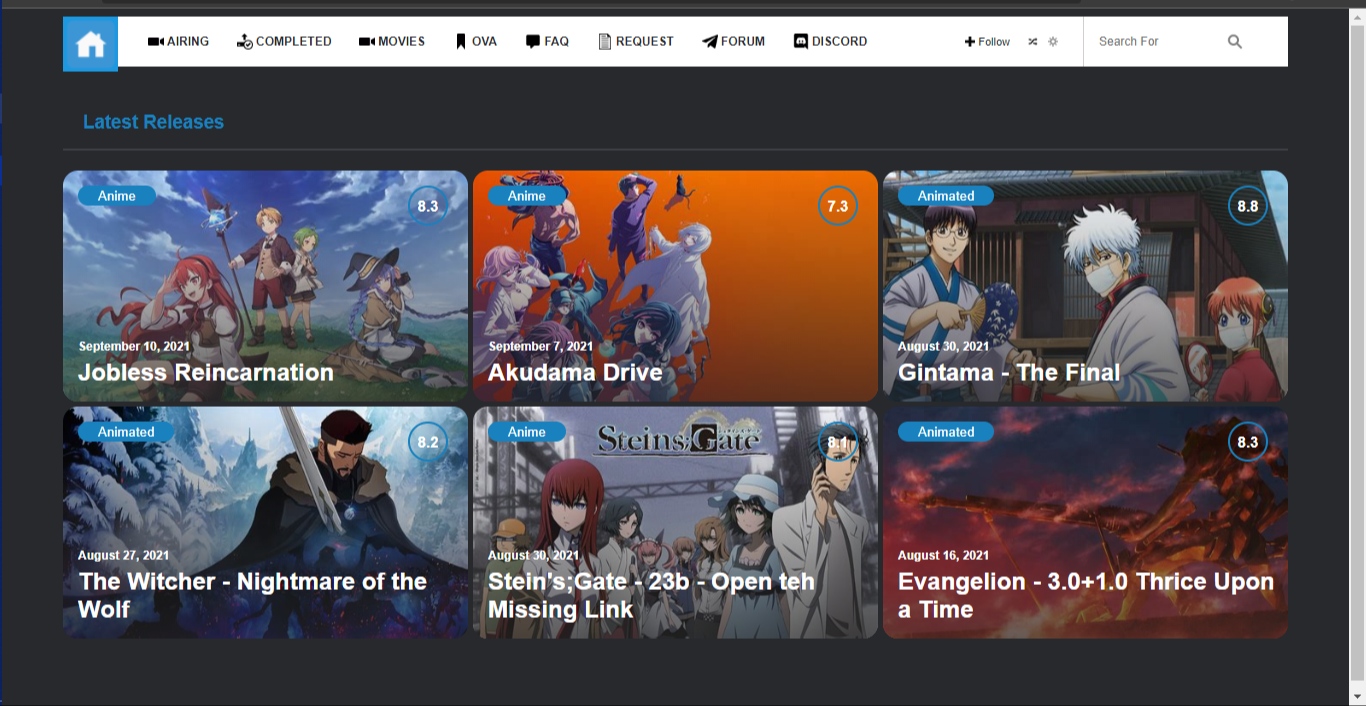 AIRING COMPLETED MOVIES OVA FAQ REQUEST FORUM DISCORD Follow Search For
Latest Releases
Anime
8.3
September 10, 2021
Jobless Reincarnation
Anime
7.3
September 7, 2021
Akudama Drive
Animated
8.8
August 30, 2021
Gintama - The Final
Animated
8.2
August 27, 2021
The Witcher - Nightmare of the
Wolf
Anime
8.1
Steins;Gate
August 30, 2021
Stein's;Gate - 23b - Open teh
Missing Link
Animated
8.3
August 16, 2021
Evangelion - 3.0+1.0 Thrice Upon
a Time